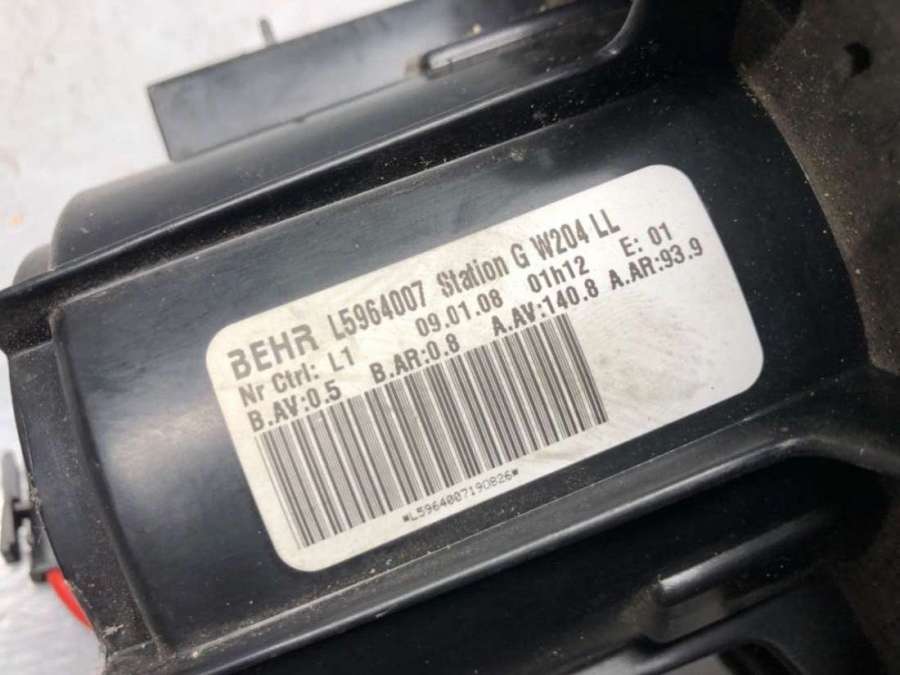 BEHR L5964007 Station G W204 LL
Nr Ctrl: L1 09.01.08 01h12 E: 01
B.AV:0.5 B.AR:0.8 A.AV:140.8 A.AR:93.9
*L5964007190826*